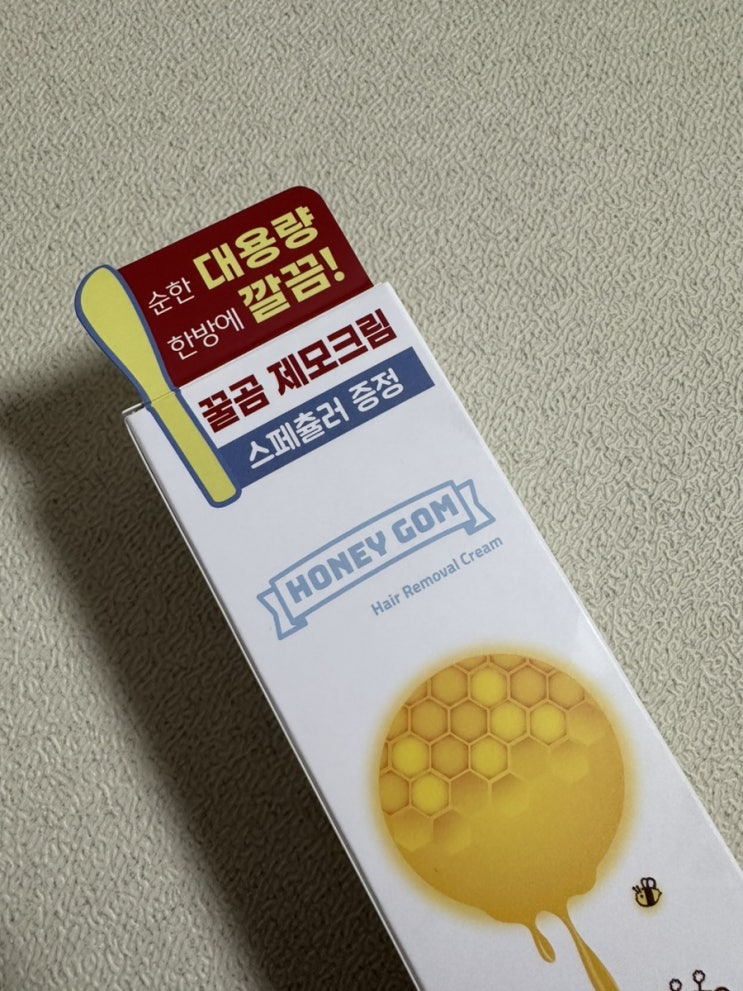 순한 대용량
한방에 깔끔!
꿀곰 제모크림
스페츌러 증정
HONEY GOM
Hair Removal Cream